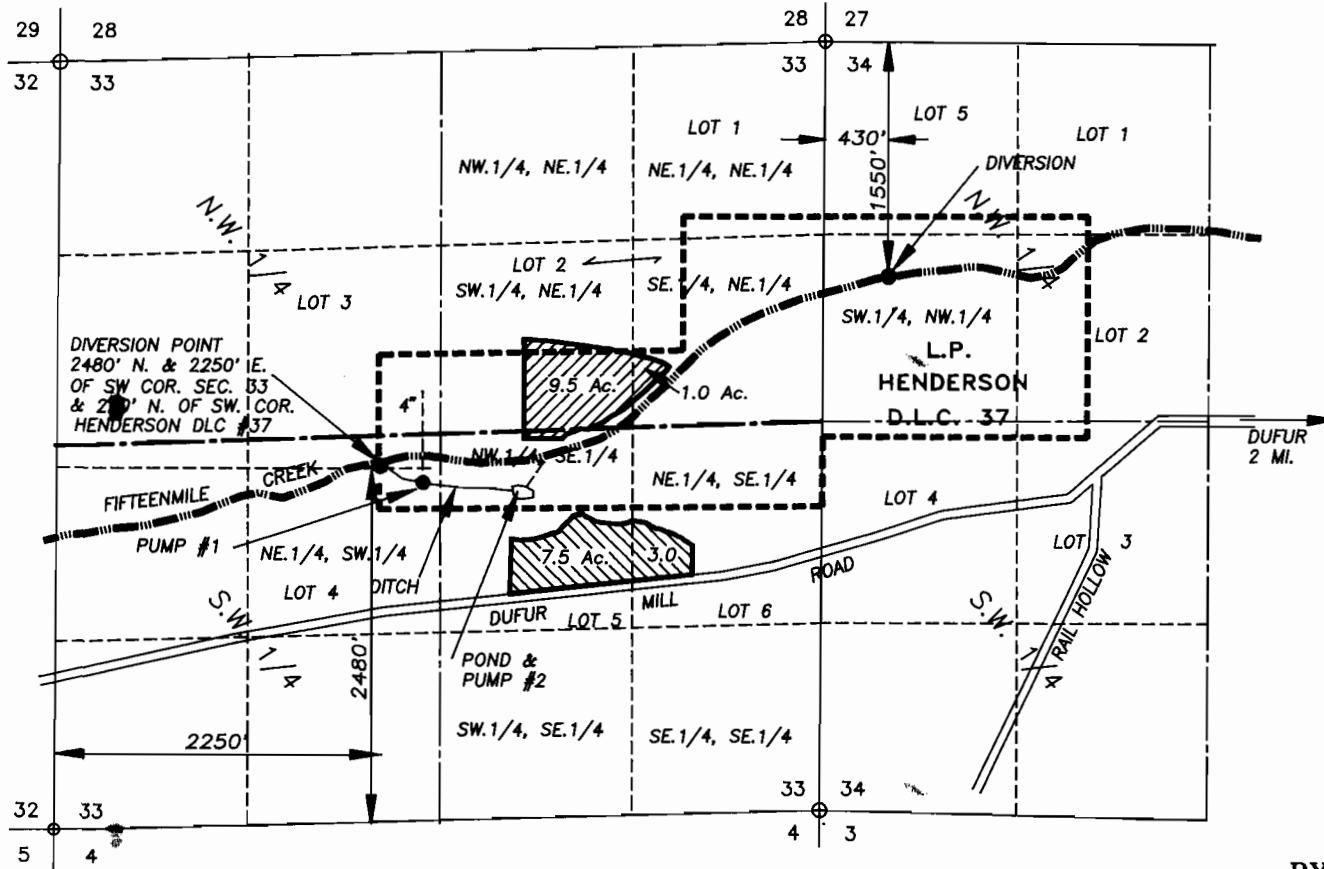 29 28
28 27
32 33
33 34
LOT 5
LOT 1
LOT 1
430'
NW.1/4, NE.1/4
NE.1/4, NE.1/4
DIVERSION
1550'
N.W.
1/4
N.W.
1/4
LOT 2
LOT 3
SW.1/4, NE.1/4
SE.1/4, NE.1/4
SW.1/4, NW.1/4
LOT 2
DIVERSION POINT
2480' N. & 2250' E.
OF SW COR. SEC. 33
& N. OF SW. COR.
HENDERSON DLC #37
L.P.
HENDERSON
D.L.C. 37
9.5 Ac.
1.0 Ac.
4"
DUFUR
2 MI.
NW.1/4, SE.1/4
NE.1/4, SE.1/4
FIFTEENMILE CREEK
LOT 4
PUMP #1
NE.1/4, SW.1/4
7.5 Ac.
3.0
LOT 3
LOT 4
DITCH
DUFUR MILL ROAD
RAIL HOLLOW
S.W.
1/4
S.W.
1/4
LOT 5
LOT 6
2480'
POND &
PUMP #2
SW.1/4, SE.1/4
SE.1/4, SE.1/4
2250'
32 33
33 34
5 4
4 3